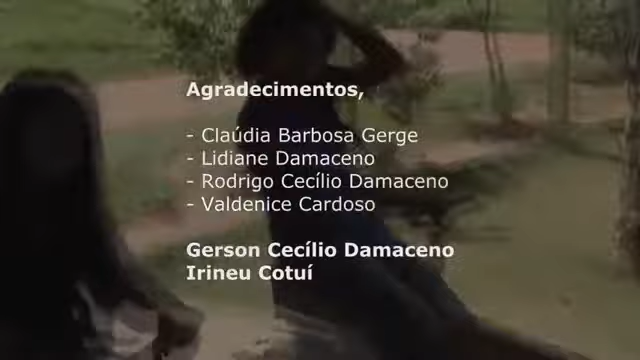 Agradecimentos,
- Claúdia Barbosa Gerge
- Lidiane Damaceno
- Rodrigo Cecílio Damaceno
- Valdenice Cardoso
Gerson Cecílio Damaceno
Irineu Cotuí